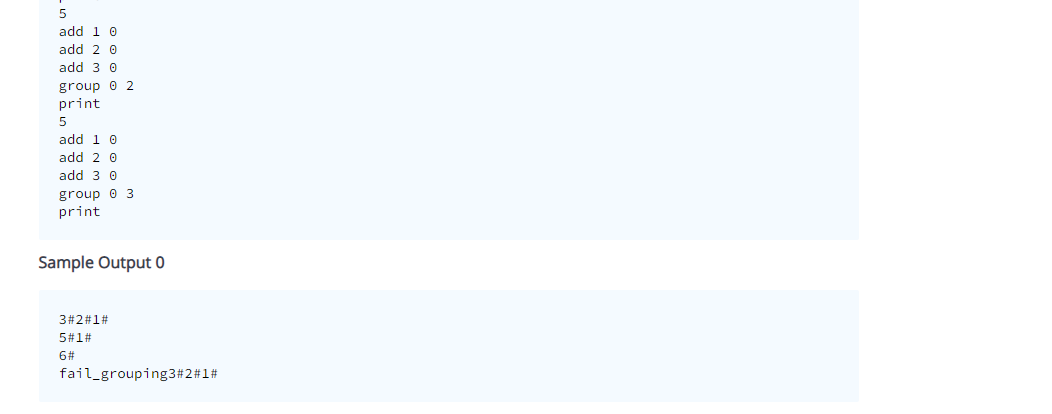 5
add 1 0
add 2 0
add 3 0
group 0 2
print
5
add 1 0
add 2 0
add 3 0
group 0 3
print
Sample Output 0
3#2#1#
5#1#
6#
fail_grouping3#2#1#